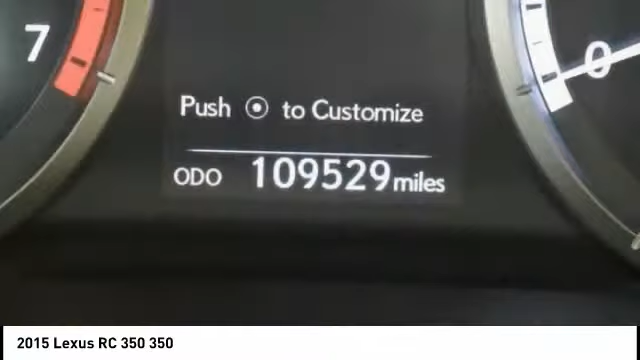 7
0
Push to Customize
ODO 109529 miles
2015 Lexus RC 350 350